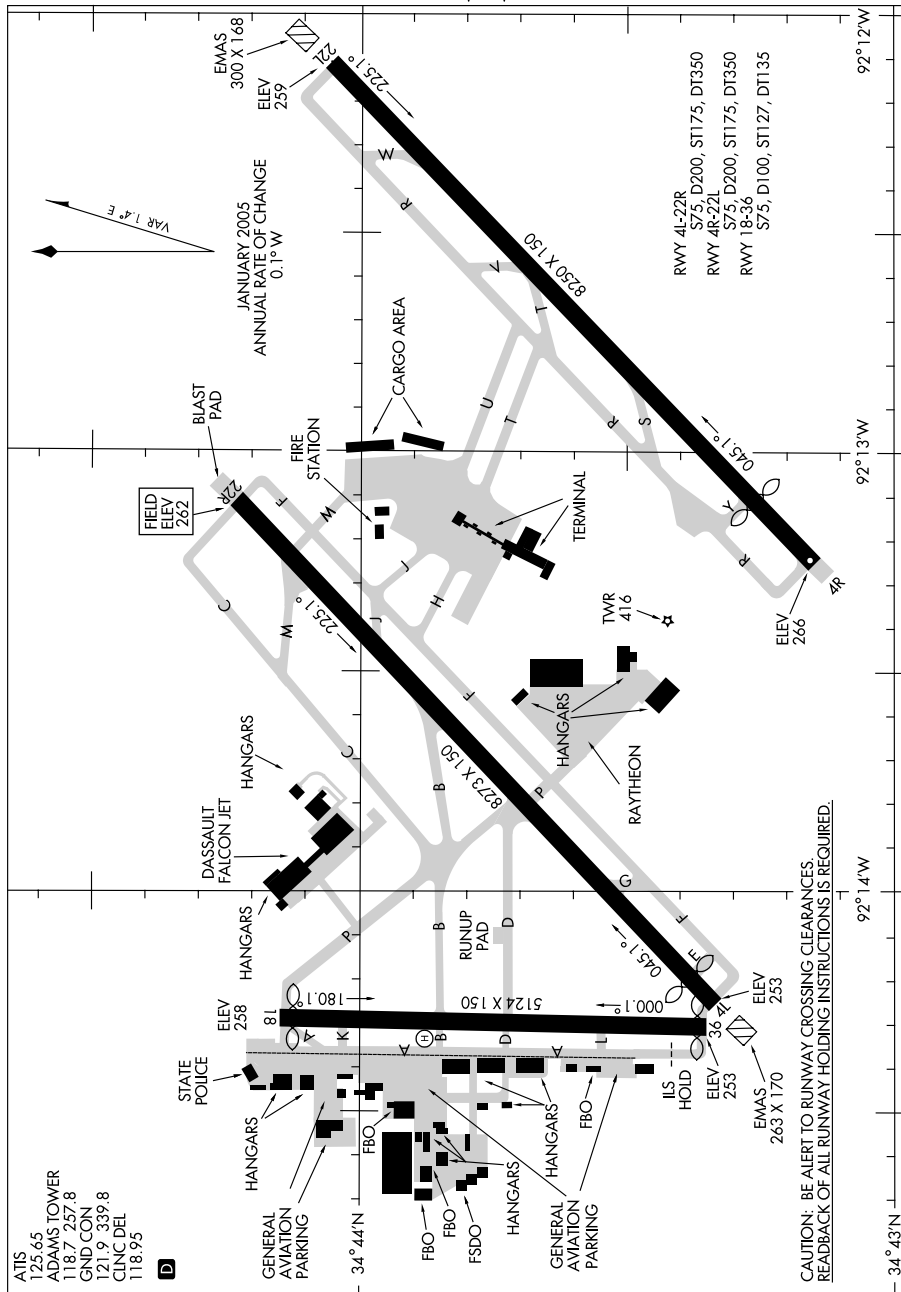 ATIS
125.65
ADAMS TOWER
118.7 257.8
GND CON
121.9 339.8
CLNC DEL
118.95
D
STATE
POLICE
HANGARS
GENERAL
AVIATION
PARKING
FBO
FBO
FBO
FSDO
HANGARS
GENERAL
AVIATION
PARKING
HANGARS
FBO
ILS
HOLD
ELEV
253
EMAS
263 X 170
ELEV
258
18
180.1°
5124 X 150
000.1°
36
A
K
H
B
A
D
A
L
HANGARS
DASSAULT
FALCON JET
HANGARS
P
B
RUNUP
PAD
D
C
M
C
B
P
G
F
E
F
F
H
J
J
M
F
FIELD
ELEV
262
BLAST
PAD
22R
225.1°
8273 X 150
045.1°
4L
ELEV
253
FIRE
STATION
CARGO AREA
TERMINAL
HANGARS
RAYTHEON
TWR
416
JANUARY 2005
ANNUAL RATE OF CHANGE
0.1° W
VAR 1.4° E
EMAS
300 X 168
ELEV
259
22L
225.1°
8250 X 150
045.1°
4R
ELEV
266
W
R
V
T
U
T
R
S
Y
R
RWY 4L-22R
S75, D200, ST175, DT350
RWY 4R-22L
S75, D200, ST175, DT350
RWY 18-36
S75, D100, ST127, DT135
CAUTION: BE ALERT TO RUNWAY CROSSING CLEARANCES.
READBACK OF ALL RUNWAY HOLDING INSTRUCTIONS IS REQUIRED.
34°44'N
34°43'N
92°14'W
92°13'W
92°12'W